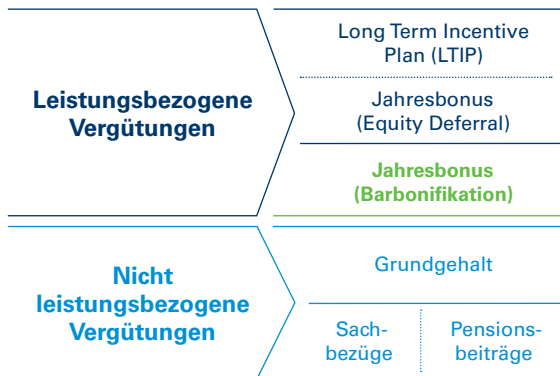 Leistungsbezogene
Vergütungen
Long Term Incentive
Plan (LTIP)
Jahresbonus
(Equity Deferral)
Jahresbonus
(Barbonifikation)
Nicht
leistungsbezogene
Vergütungen
Grundgehalt
Sach-
bezüge
Pensions-
beiträge